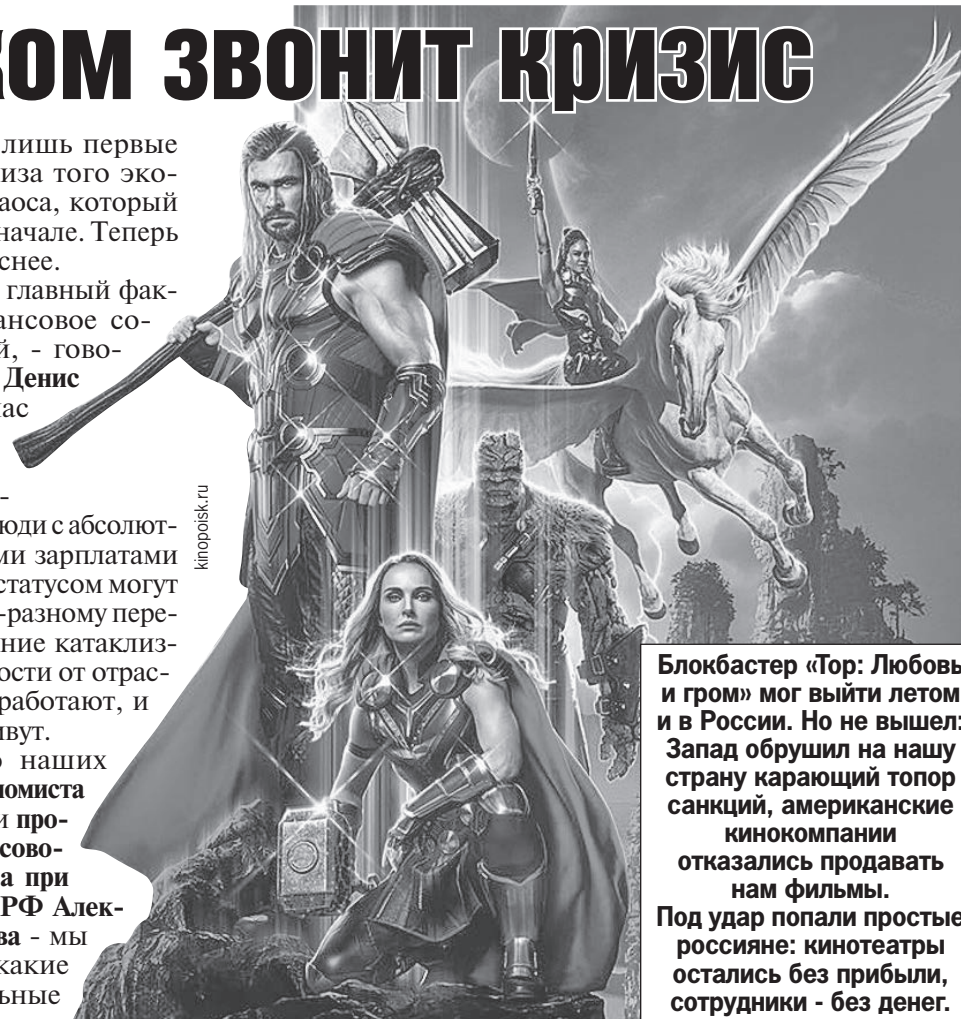 КОМ ЗВОНИТ КРИЗИС
лишь первые
иза того эко-
аоса, который
начале. Теперь
снее.
главный фак-
ансовое со-
й, - гово-
Денис
нас
-
юди с абсолют-
ми зарплатами
статусом могут
-разному пере-
ние катаклиз-
ости от отрас-
работают, и
ивут.
о наших
номиста
и про-
сово-
а при
РФ Алек-
ва - мы
какие
льные
kinopoisk.ru
Блокбастер «Тор: Любовь
и гром» мог выйти летом
и в России. Но не вышел:
Запад обрушил на нашу
страну карающий топор
санкций, американские
кинокомпании
отказались продавать
нам фильмы.
Под удар попали простые
россияне: кинотеатры
остались без прибыли,
сотрудники - без денег.